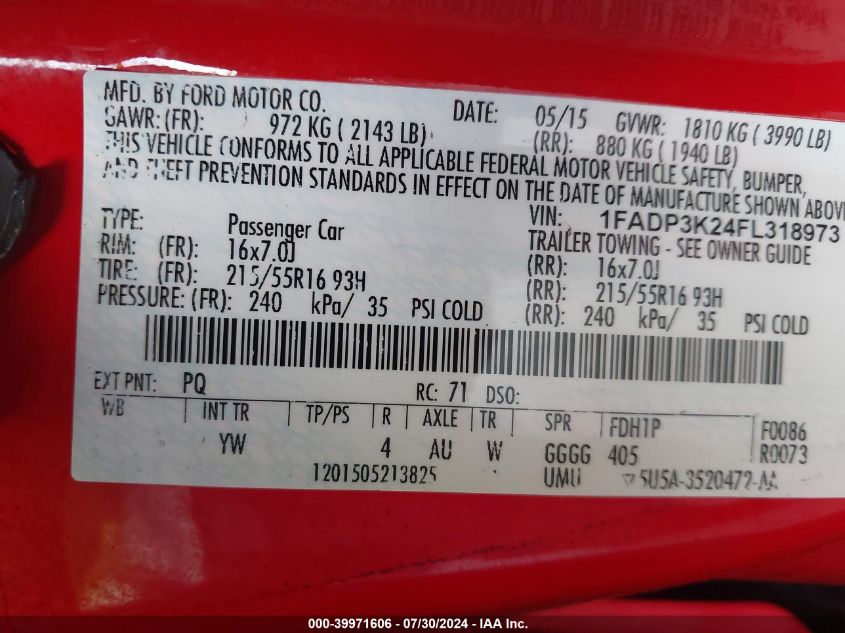 MFD. BY FORD MOTOR CO. DATE: 05/15 GVWR: 1810 KG ( 3990 LB)
GAWR: (FR): 972 KG ( 2143 LB) (RR): 880 KG ( 1940 LB)
THIS VEHICLE CONFORMS TO ALL APPLICABLE FEDERAL MOTOR VEHICLE SAFETY, BUMPER,
AND THEFT PREVENTION STANDARDS IN EFFECT ON THE DATE OF MANUFACTURE SHOWN ABOV
VIN: 1FADP3K24FL318973
TYPE: Passenger Car TRAILER TOWING - SEE OWNER GUIDE
RIM: (FR): 16x7.0J (RR): 16x7.0J
TIRE: (FR): 215/55R16 93H (RR): 215/55R16 93H
PRESSURE: (FR): 240 kPa/ 35 PSI COLD (RR): 240 kPa/ 35 PSI COLD
EXT PNT: PQ RC: 71 DSO:
WB INT TR TP/PS R AXLE TR SPR FDH1P F0086
YW 4 AU W GGGG 405 R0073
1201505213825 UMU 5U5A-3520472-AA
000-39971606 - 07/30/2024 - IAA Inc.